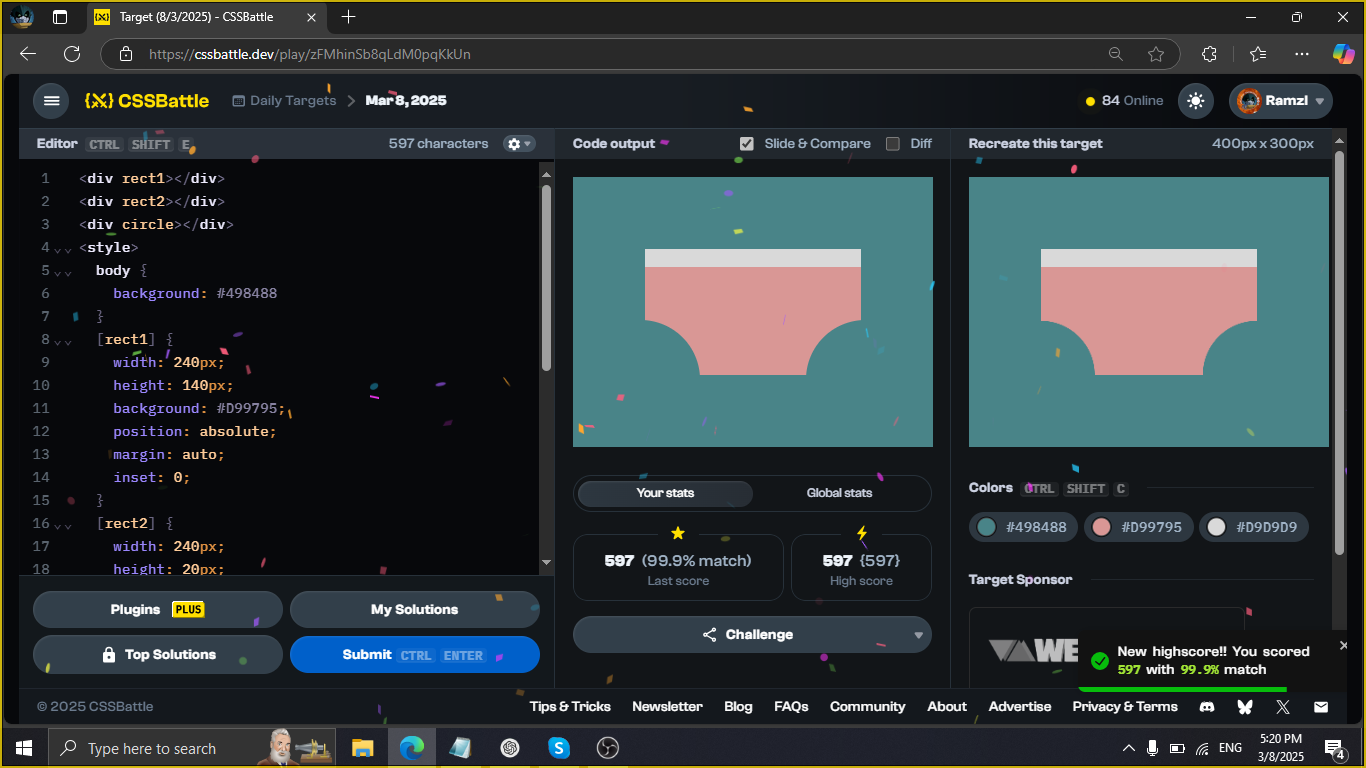 Target (8/3/2025) - CSSBattle
https://cssbattle.dev/play/zFMhinSb8qLdM0pqKkUn
{X} CSSBattle
Daily Targets
Mar 8, 2025
84 Online
Ramzl
Editor CTRL SHIFT E
597 characters
Code output
Slide & Compare
Diff
Recreate this target
400px x 300px
1 <div rect1></div>
2 <div rect2></div>
3 <div circle></div>
4 <style>
5 body {
6 background: #498488
7 }
8 [rect1] {
9 width: 240px;
10 height: 140px;
11 background: #D99795;
12 position: absolute;
13 margin: auto;
14 inset: 0;
15 }
16 [rect2] {
17 width: 240px;
18 height: 20px;
Plugins PLUS
My Solutions
Top Solutions
Submit CTRL ENTER
Your stats
Global stats
597 (99.9% match)
Last score
597 {597}
High score
Challenge
Colors CTRL SHIFT C
#498488
#D99795
#D9D9D9
Target Sponsor
WE
New highscore!! You scored
597 with 99.9% match
© 2025 CSSBattle
Tips & Tricks
Newsletter
Blog
FAQs
Community
About
Advertise
Privacy & Terms
Type here to search
ENG
5:20 PM
3/8/2025
4